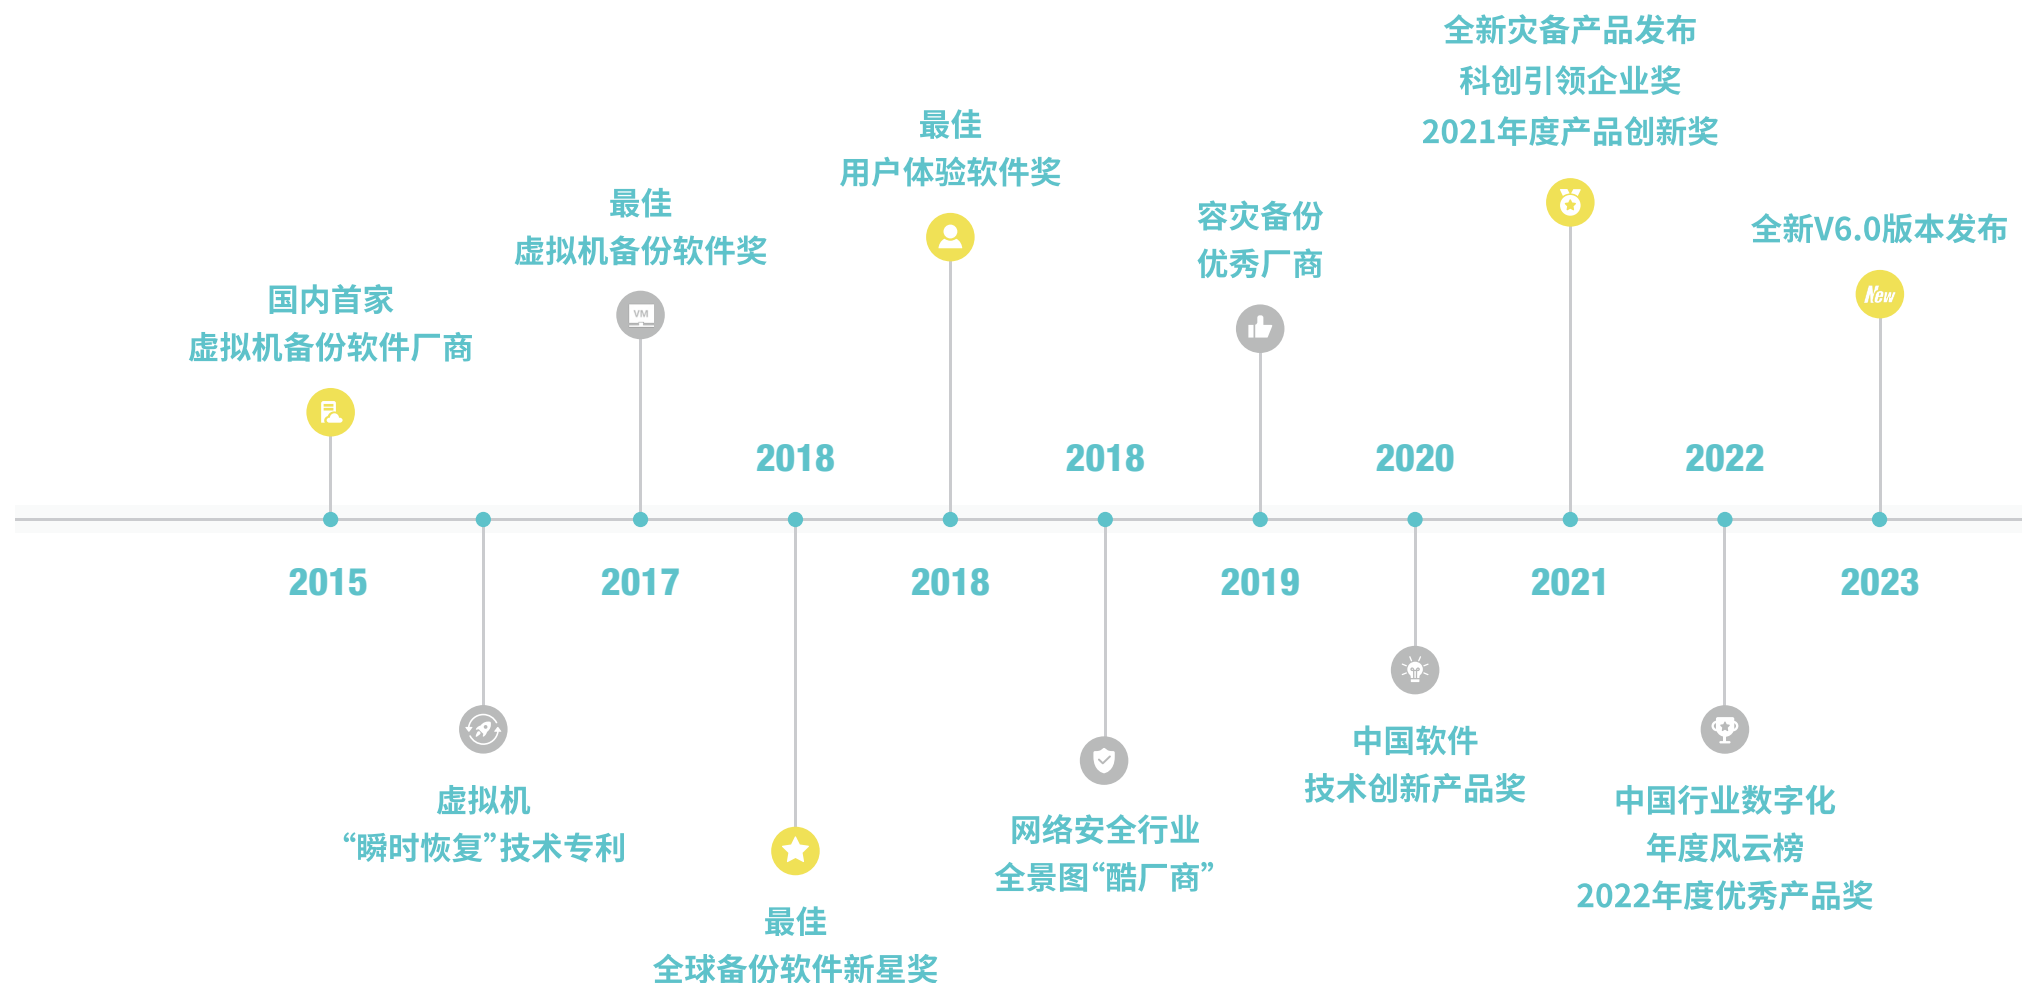 国内首家
虚拟机备份软件厂商
2015
虚拟机
“瞬时恢复”技术专利
最佳
虚拟机备份软件奖
VM
2017
2018
最佳
全球备份软件新星奖
最佳
用户体验软件奖
2018
2018
网络安全行业
全景图“酷厂商”
容灾备份
优秀厂商
2019
2020
中国软件
技术创新产品奖
全新灾备产品发布
科创引领企业奖
2021年度产品创新奖
2021
2022
中国行业数字化
年度风云榜
2022年度优秀产品奖
全新V6.0版本发布
New
2023